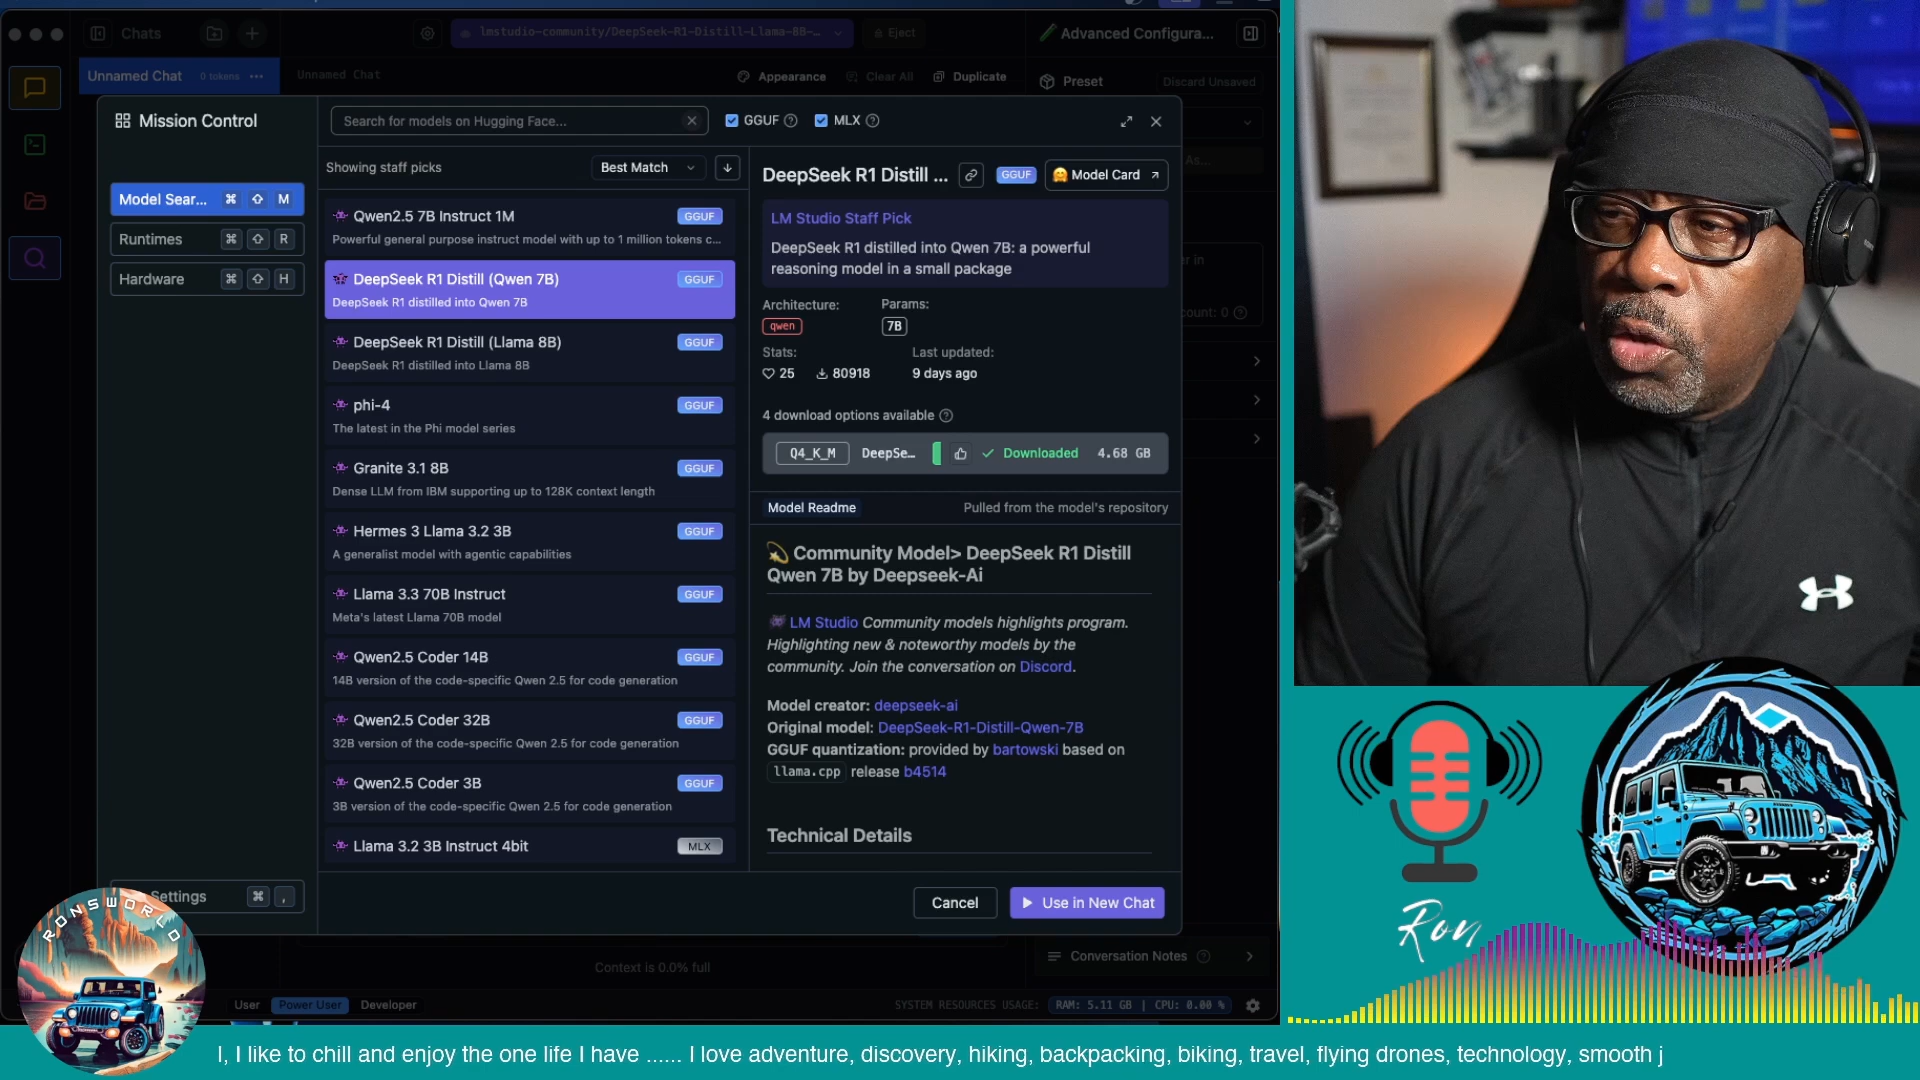 Chats
lmstudio-community/DeepSeek-R1-Distill-Llama-8B-…
Eject
Advanced Configura...
Unnamed Chat
0 tokens
Unnamed Chat
Appearance
Clear All
Duplicate
Preset
Discard Unsaved
Mission Control
Search for models on Hugging Face...
GGUF
MLX
Showing staff picks
Best Match
Model Sear... ⌘ M
Runtimes ⌘ R
Hardware ⌘ H
Qwen2.5 7B Instruct 1M GGUF
Powerful general purpose instruct model with up to 1 million tokens c...
DeepSeek R1 Distill (Qwen 7B) GGUF
DeepSeek R1 distilled into Qwen 7B
DeepSeek R1 Distill (Llama 8B) GGUF
DeepSeek R1 distilled into Llama 8B
phi-4 GGUF
The latest in the Phi model series
Granite 3.1 8B GGUF
Dense LLM from IBM supporting up to 128K context length
Hermes 3 Llama 3.2 3B GGUF
A generalist model with agentic capabilities
Llama 3.3 70B Instruct GGUF
Meta's latest Llama 70B model
Qwen2.5 Coder 14B GGUF
14B version of the code-specific Qwen 2.5 for code generation
Qwen2.5 Coder 32B GGUF
32B version of the code-specific Qwen 2.5 for code generation
Qwen2.5 Coder 3B GGUF
3B version of the code-specific Qwen 2.5 for code generation
Llama 3.2 3B Instruct 4bit MLX
DeepSeek R1 Distill ... GGUF Model Card
LM Studio Staff Pick
DeepSeek R1 distilled into Qwen 7B: a powerful
reasoning model in a small package
Architecture: Params:
qwen 7B
Stats: Last updated:
25 80918 9 days ago
4 download options available
Q4_K_M DeepSe… Downloaded 4.68 GB
Model Readme Pulled from the model's repository
Community Model> DeepSeek R1 Distill
Qwen 7B by Deepseek-Ai
LM Studio Community models highlights program.
Highlighting new & noteworthy models by the
community. Join the conversation on Discord.
Model creator: deepseek-ai
Original model: DeepSeek-R1-Distill-Qwen-7B
GGUF quantization: provided by bartowski based on
llama.cpp release b4514
Technical Details
Settings ⌘ ,
Cancel
Use in New Chat
As...
er in
count: 0
Context is 0.0% full
Conversation Notes
User Power User Developer
SYSTEM RESOURCES USAGE: RAM: 5.11 GB | CPU: 0.00 %
RONSWORLD
Ron
I, I like to chill and enjoy the one life I have ...... I love adventure, discovery, hiking, backpacking, biking, travel, flying drones, technology, smooth j